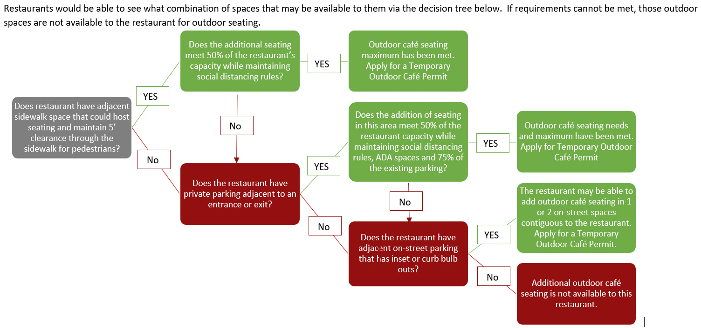 Restaurants would be able to see what combination of spaces that may be available to them via the decision tree below.  If requirements cannot be met, those outdoor
spaces are not available to the restaurant for outdoor seating.
Does the additional seating
meet 50% of the restaurant's
capacity while maintaining
social distancing rules?
YES
Outdoor café seating
maximum has been met.
Apply for a Temporary
Outdoor Café Permit
YES
Does restaurant have adjacent
sidewalk space that could host
seating and maintain 5'
clearance through the
sidewalk for pedestrians?
No
No
Does the restaurant have
private parking adjacent to an
entrance or exit?
YES
Does the addition of seating
in this area meet 50% of the
restaurant capacity while
maintaining social distancing
rules, ADA spaces and 75% of
the existing parking?
YES
Outdoor café seating needs
and maximum have been met.
Apply for Temporary Outdoor
Café Permit
No
No
Does the restaurant have
adjacent on-street parking
that has inset or curb bulb
outs?
YES
The restaurant may be able to
add outdoor café seating in 1
or 2 on-street spaces
contiguous to the restaurant.
Apply for a Temporary
Outdoor Café Permit.
No
Additional outdoor café
seating is not available to this
restaurant.